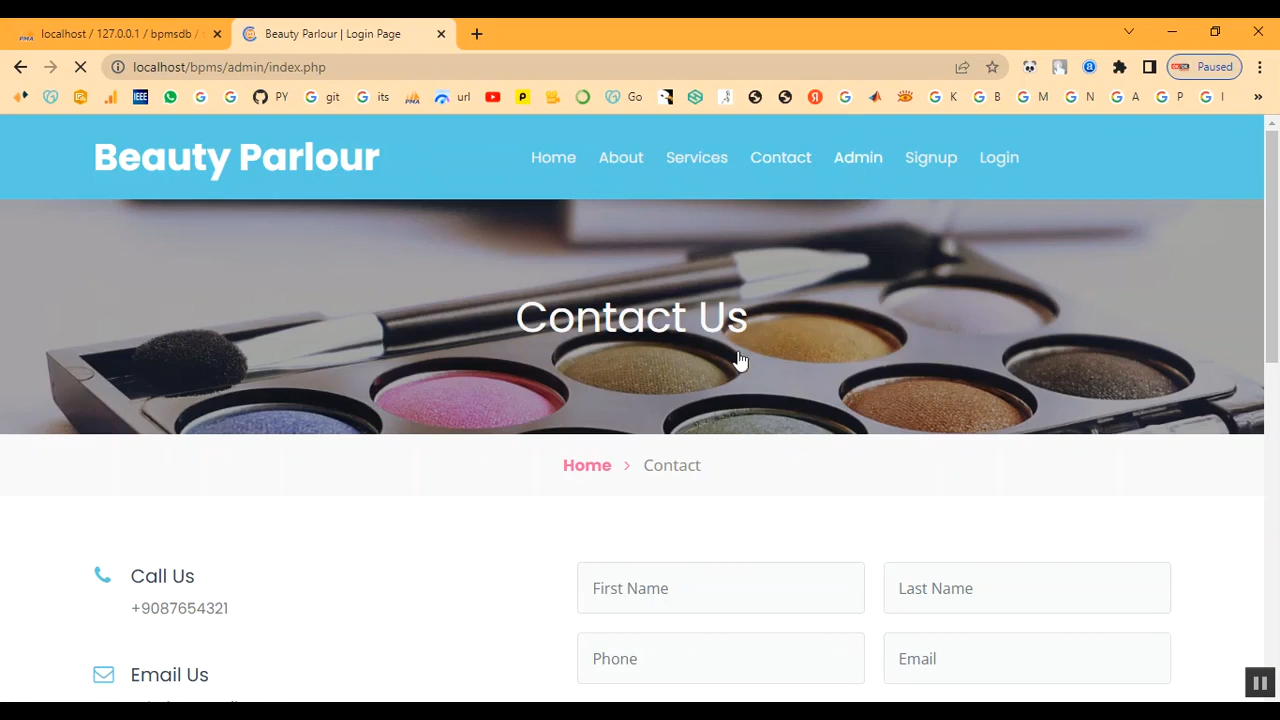 localhost / 127.0.0.1 / bpmsdb /
Beauty Parlour | Login Page
localhost/bpms/admin/index.php
Paused
IEEE
PY
git
its
url
Go
K
B
M
N
A
P
I
Beauty Parlour
Home
About
Services
Contact
Admin
Signup
Login
Contact Us
Home > Contact
Call Us
+9087654321
First Name
Last Name
Phone
Email
Email Us